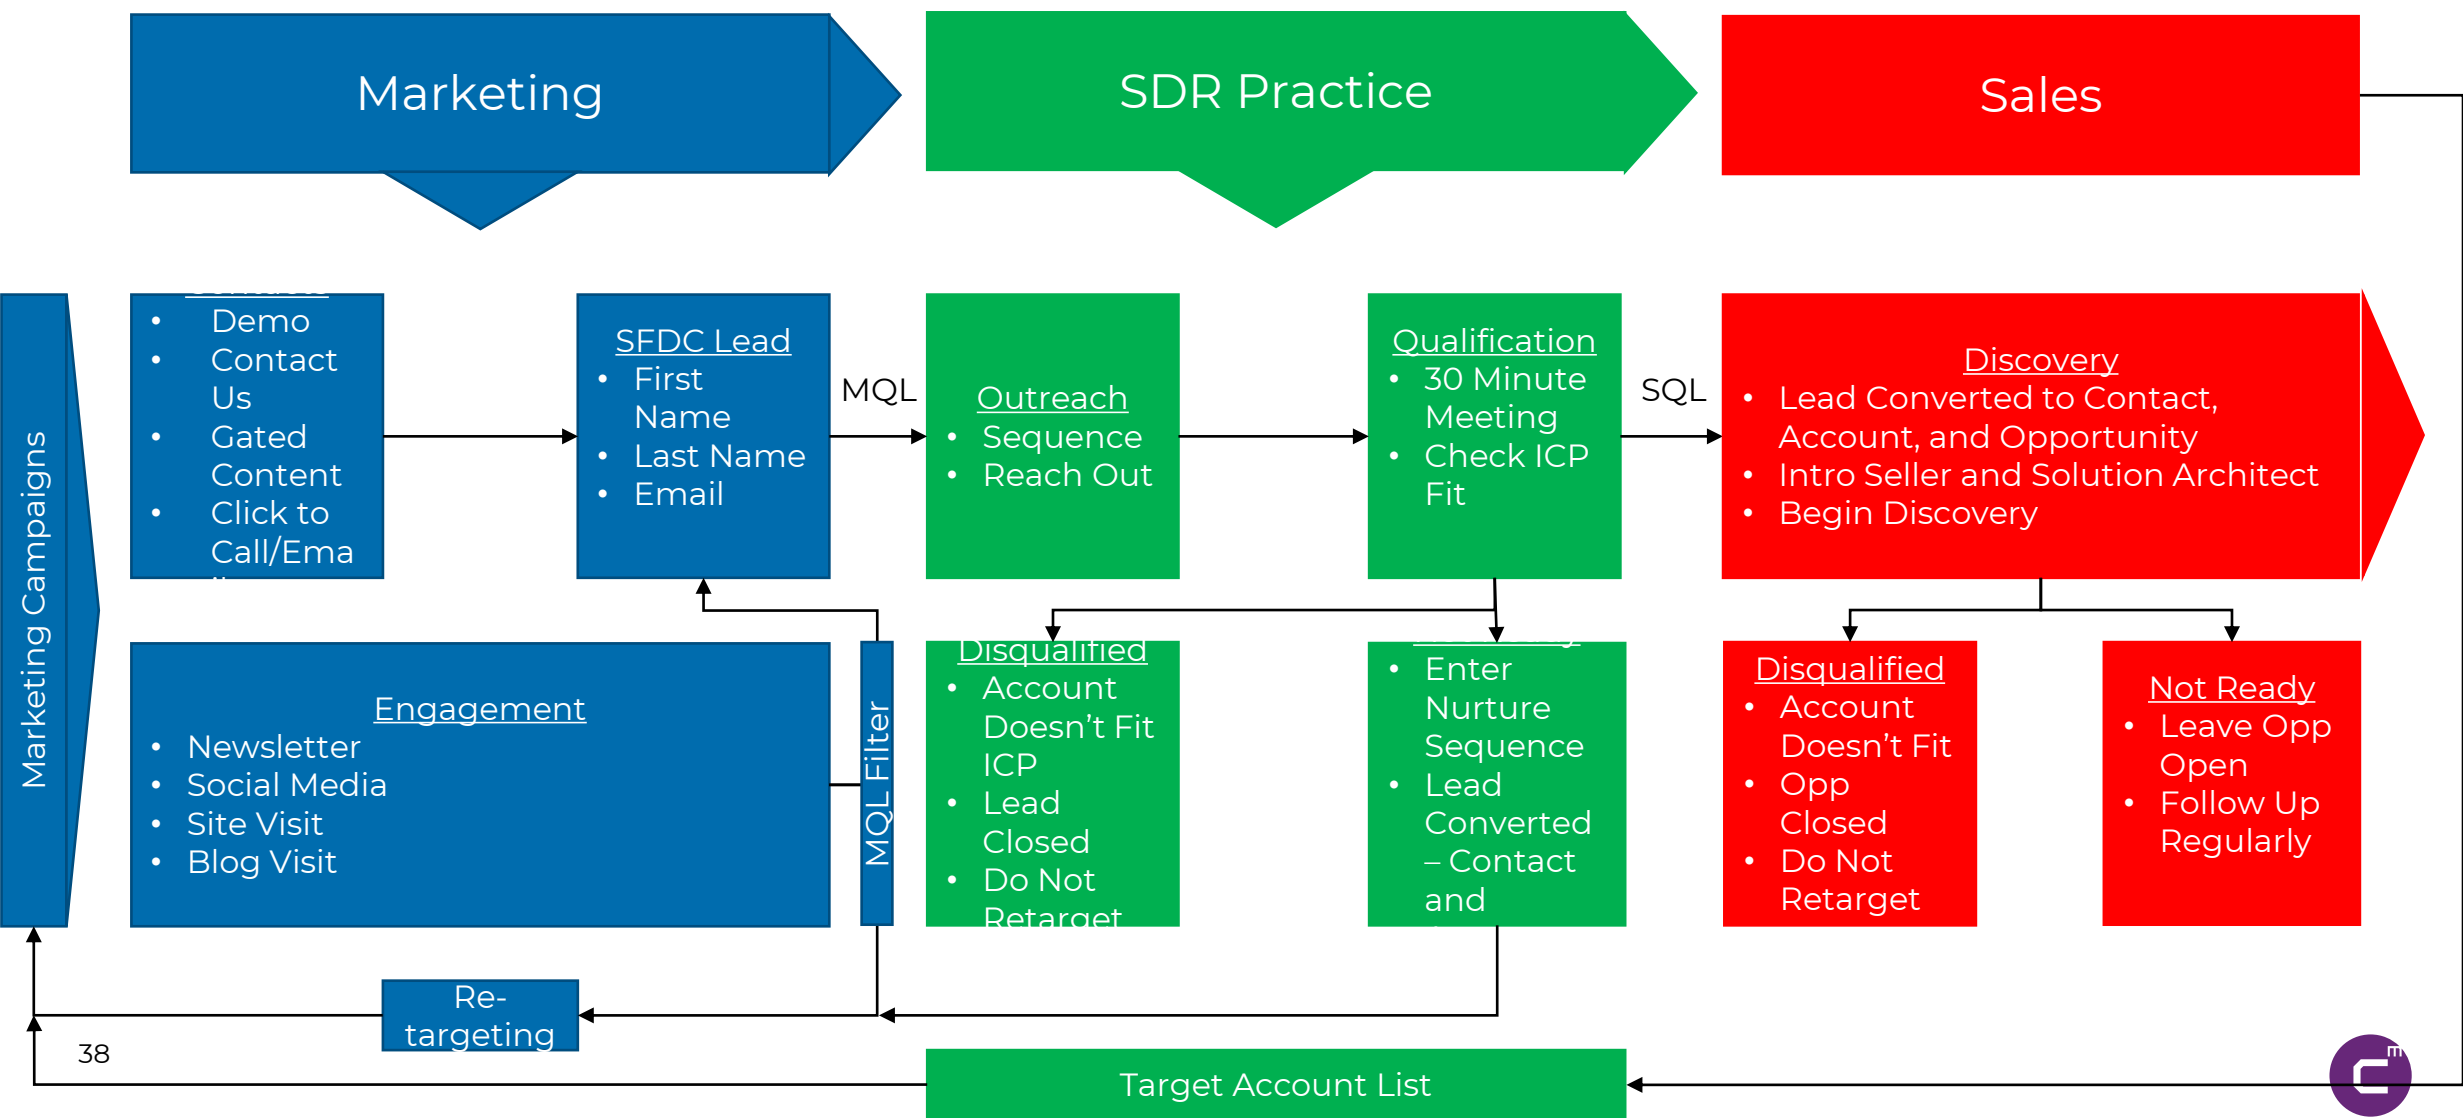 Marketing
SDR Practice
Sales
Marketing Campaigns
• Demo
• Contact
Us
• Gated
Content
• Click to
Call/Ema
SFDC Lead
• First
Name
• Last Name
• Email
MQL
Outreach
• Sequence
• Reach Out
Qualification
• 30 Minute
Meeting
• Check ICP
Fit
SQL
Discovery
• Lead Converted to Contact,
Account, and Opportunity
• Intro Seller and Solution Architect
• Begin Discovery
Engagement
• Newsletter
• Social Media
• Site Visit
• Blog Visit
MQL Filter
Disqualified
• Account
Doesn’t Fit
ICP
• Lead
Closed
• Do Not
Retarget
• Enter
Nurture
Sequence
• Lead
Converted
– Contact
and
Disqualified
• Account
Doesn’t Fit
• Opp
Closed
• Do Not
Retarget
Not Ready
• Leave Opp
Open
• Follow Up
Regularly
Re-
targeting
38
Target Account List